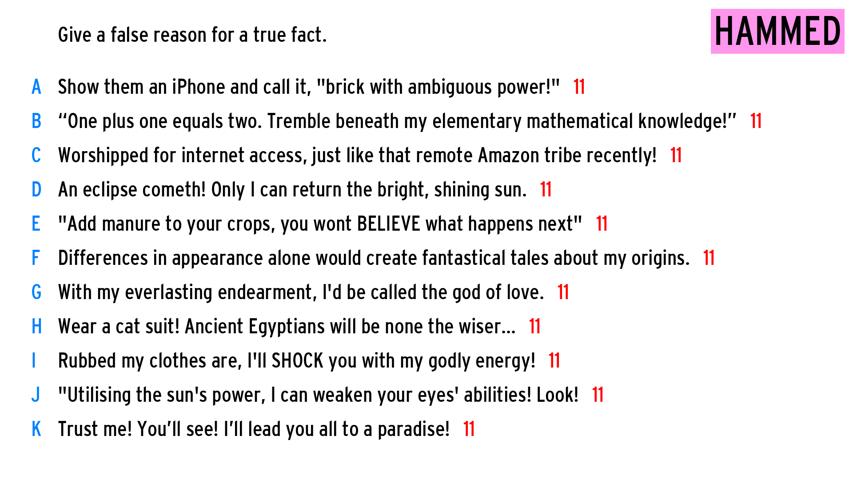 Give a false reason for a true fact.
HAMMED
A Show them an iPhone and call it, "brick with ambiguous power!" 11
B “One plus one equals two. Tremble beneath my elementary mathematical knowledge!” 11
C Worshipped for internet access, just like that remote Amazon tribe recently! 11
D An eclipse cometh! Only I can return the bright, shining sun. 11
E "Add manure to your crops, you wont BELIEVE what happens next" 11
F Differences in appearance alone would create fantastical tales about my origins. 11
G With my everlasting endearment, I'd be called the god of love. 11
H Wear a cat suit! Ancient Egyptians will be none the wiser... 11
I Rubbed my clothes are, I'll SHOCK you with my godly energy! 11
J "Utilising the sun's power, I can weaken your eyes' abilities! Look! 11
K Trust me! You’ll see! I’ll lead you all to a paradise! 11